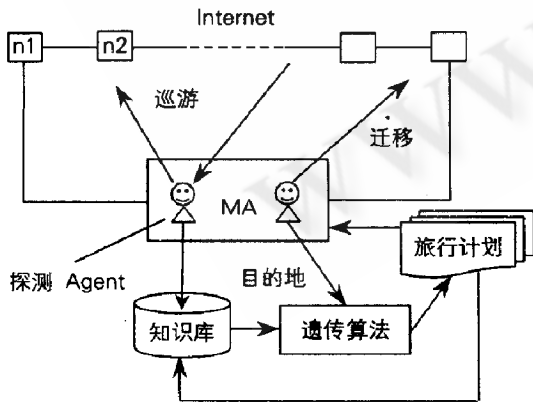 Internet
n1
n2
巡游
迁移
MA
探测 Agent
目的地
旅行计划
知识库
遗传算法